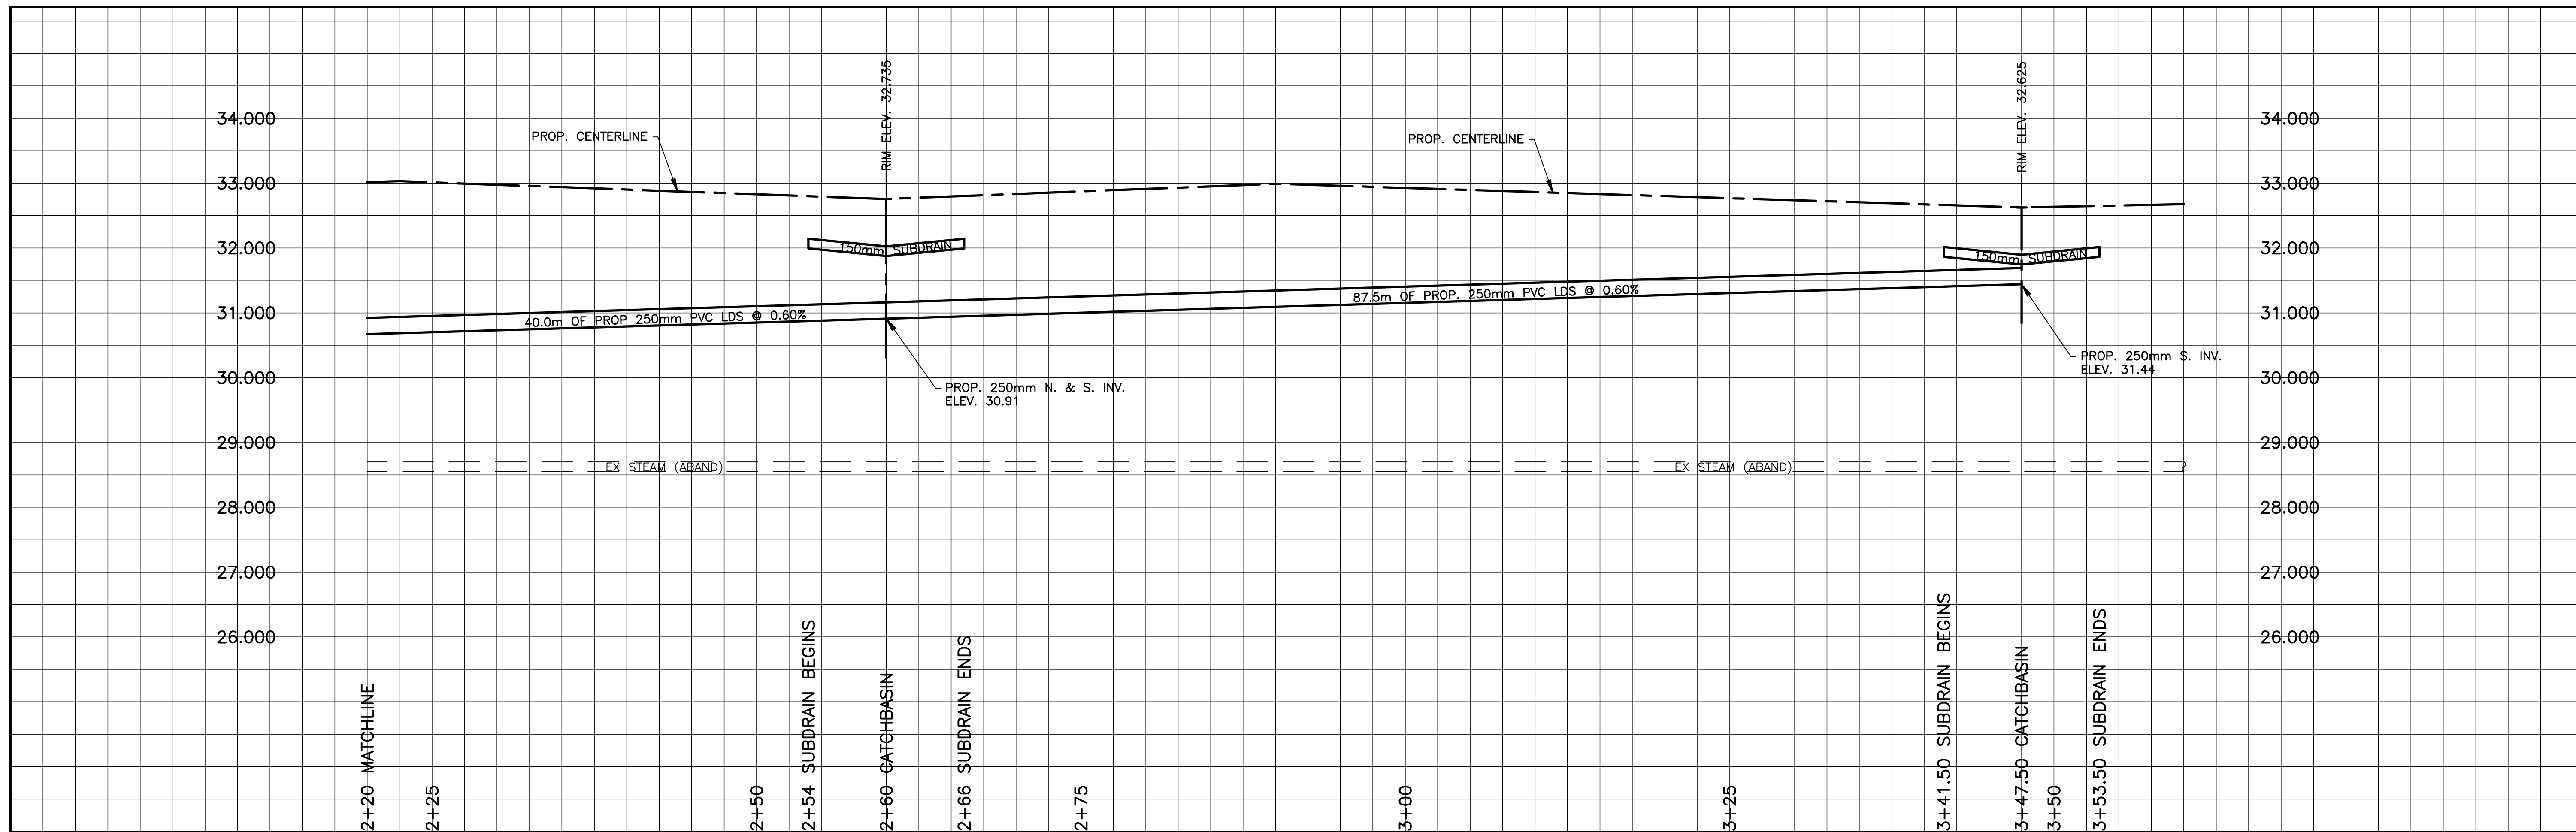 RIM ELEV. 32.735
RIM ELEV. 32.625
34.000
34.000
PROP. CENTERLINE
PROP. CENTERLINE
33.000
33.000
32.000
150mm SUBDRAIN
150mm SUBDRAIN
32.000
31.000
40.0m OF PROP 250mm PVC LDS @ 0.60%
87.5m OF PROP. 250mm PVC LDS @ 0.60%
31.000
30.000
PROP. 250mm N. & S. INV.
ELEV. 30.91
PROP. 250mm S. INV.
ELEV. 31.44
30.000
29.000
29.000
EX STEAM (ABAND)
EX STEAM (ABAND)
28.000
28.000
27.000
27.000
26.000
26.000
2+20 MATCHLINE
2+25
2+50
2+54 SUBDRAIN BEGINS
2+60 CATCHBASIN
2+66 SUBDRAIN ENDS
2+75
3+00
3+25
3+41.50 SUBDRAIN BEGINS
3+47.50 CATCHBASIN
3+50
3+53.50 SUBDRAIN ENDS